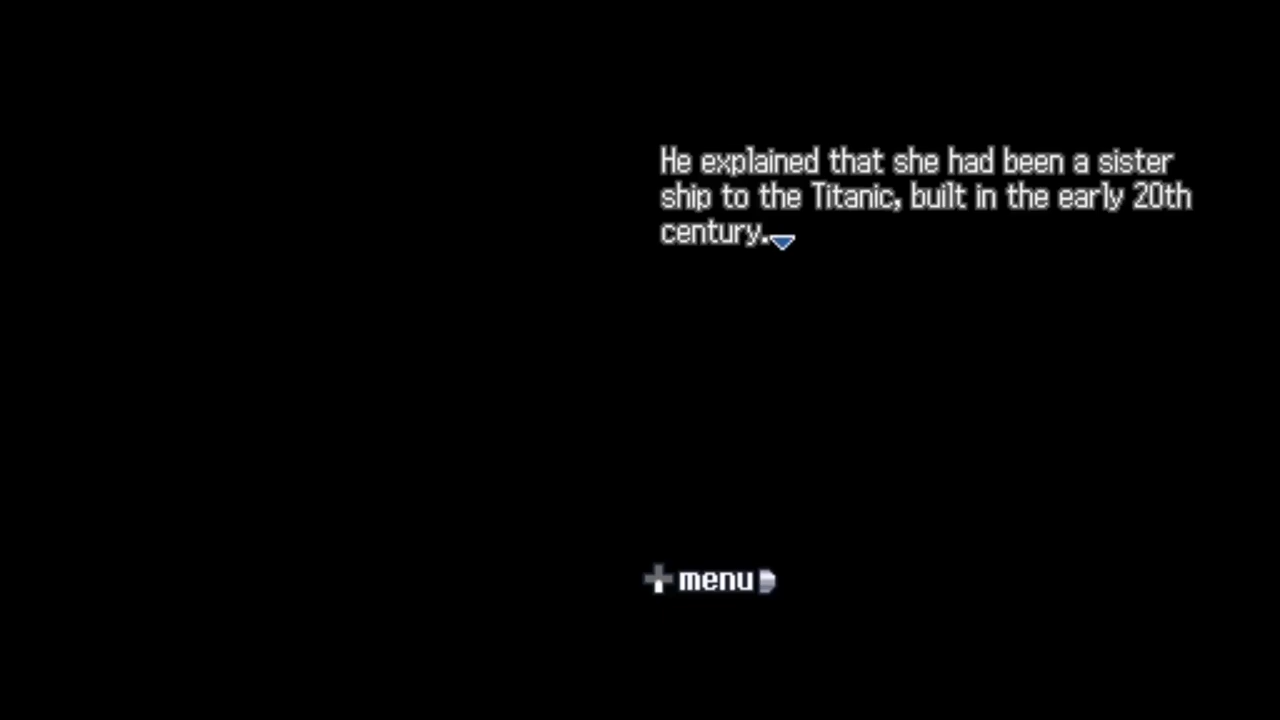 He explained that she had been a sister
ship to the Titanic, built in the early 20th
century.
menu